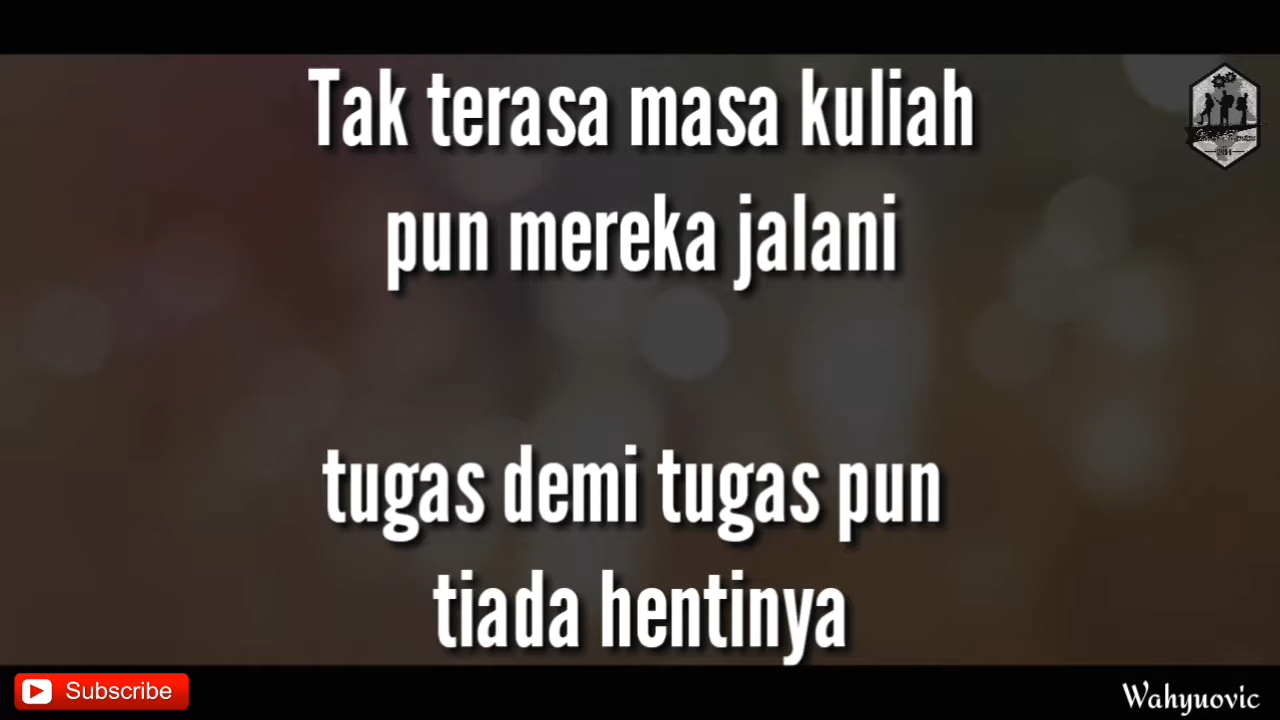 Tak terasa masa kuliah
pun mereka jalani
tugas demi tugas pun
tiada hentinya
Subscribe
Wahyuovic